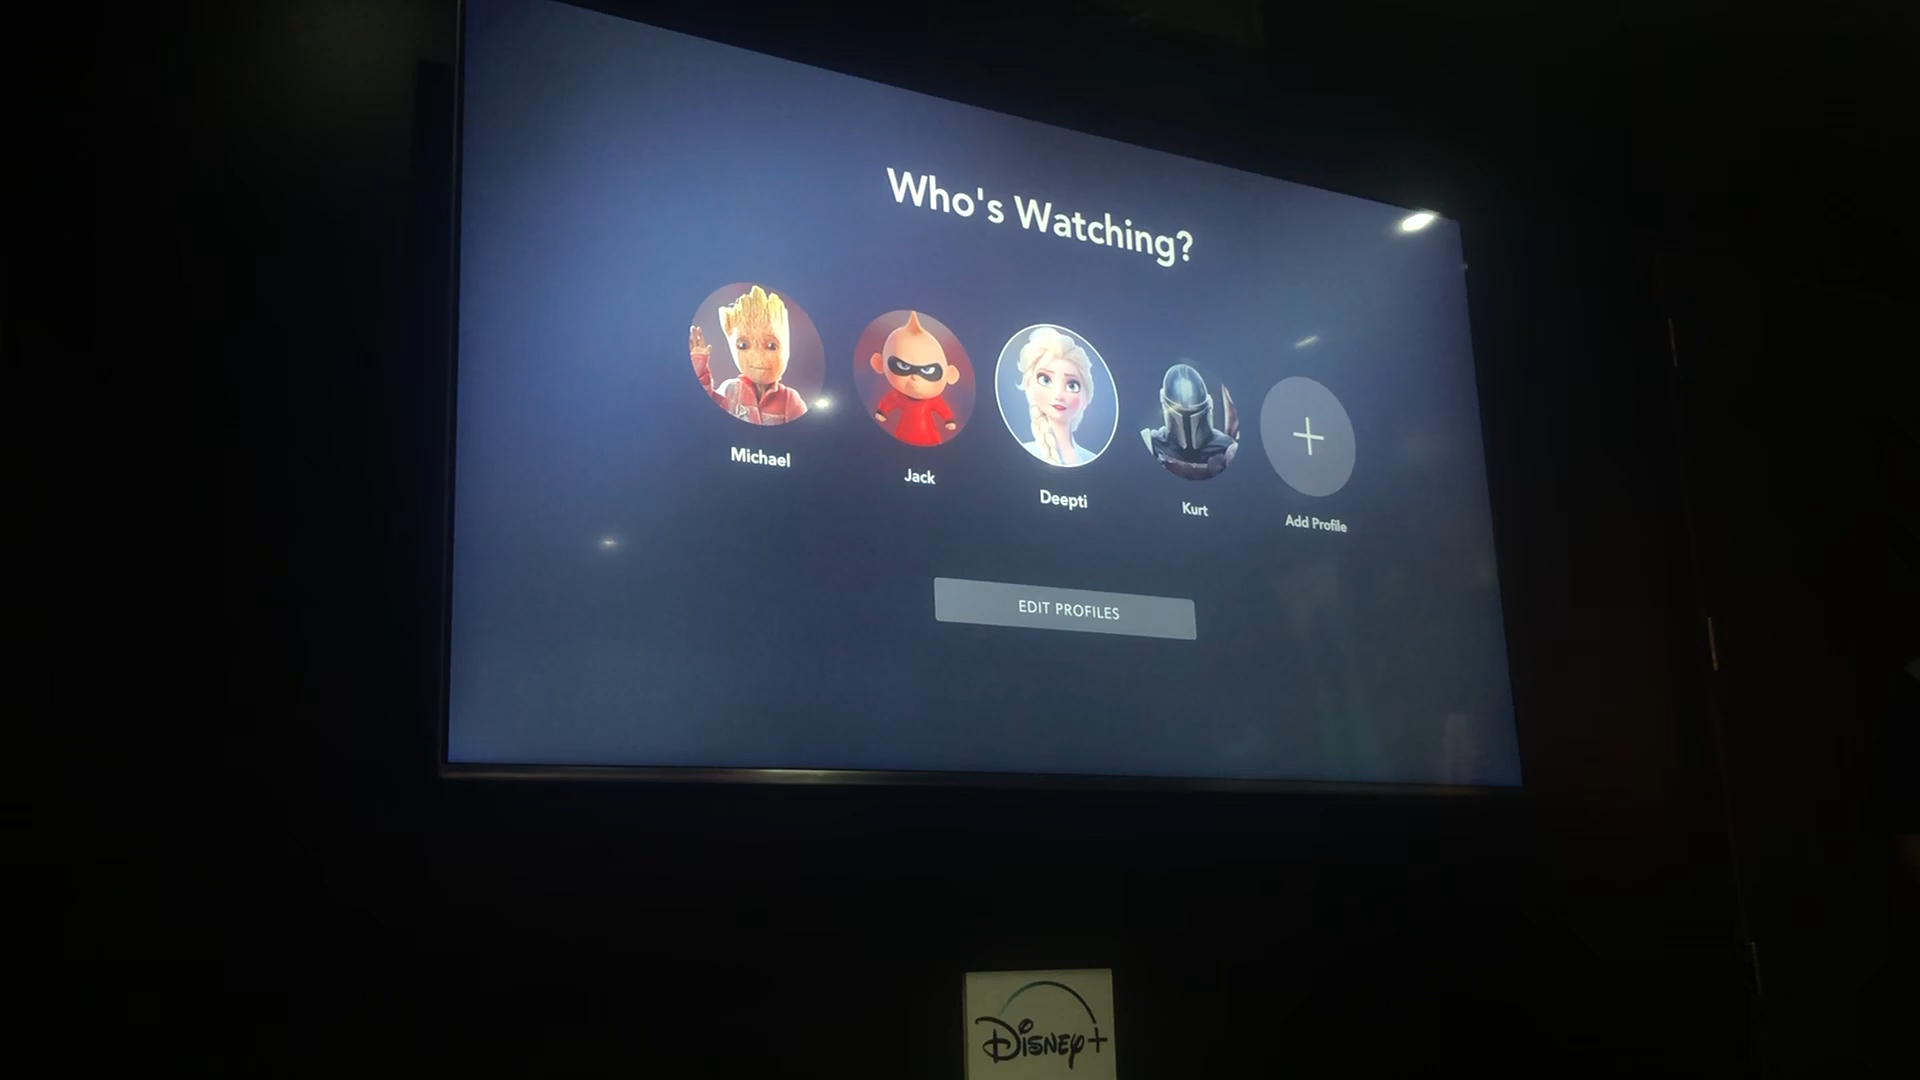 Who's Watching?
Michael
Jack
Deepti
Kurt
Add Profile
EDIT PROFILES
Disney+